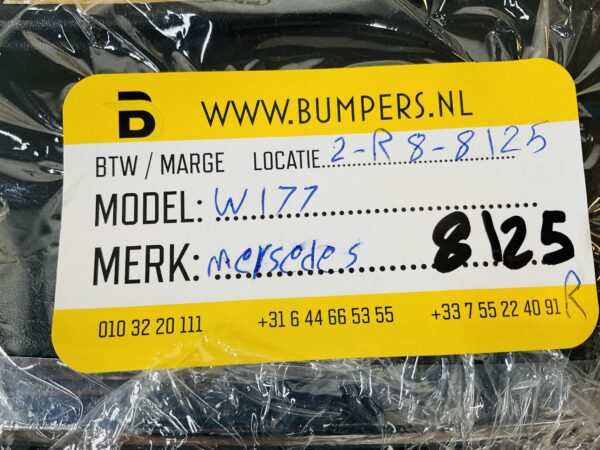 B WWW.BUMPERS.NL
BTW / MARGE LOCATIE 2-R 8-8125
MODEL: W177
MERK: mersedes 8125
010 32 20 111 +31 6 44 66 53 55 +33 7 55 22 40 91 R